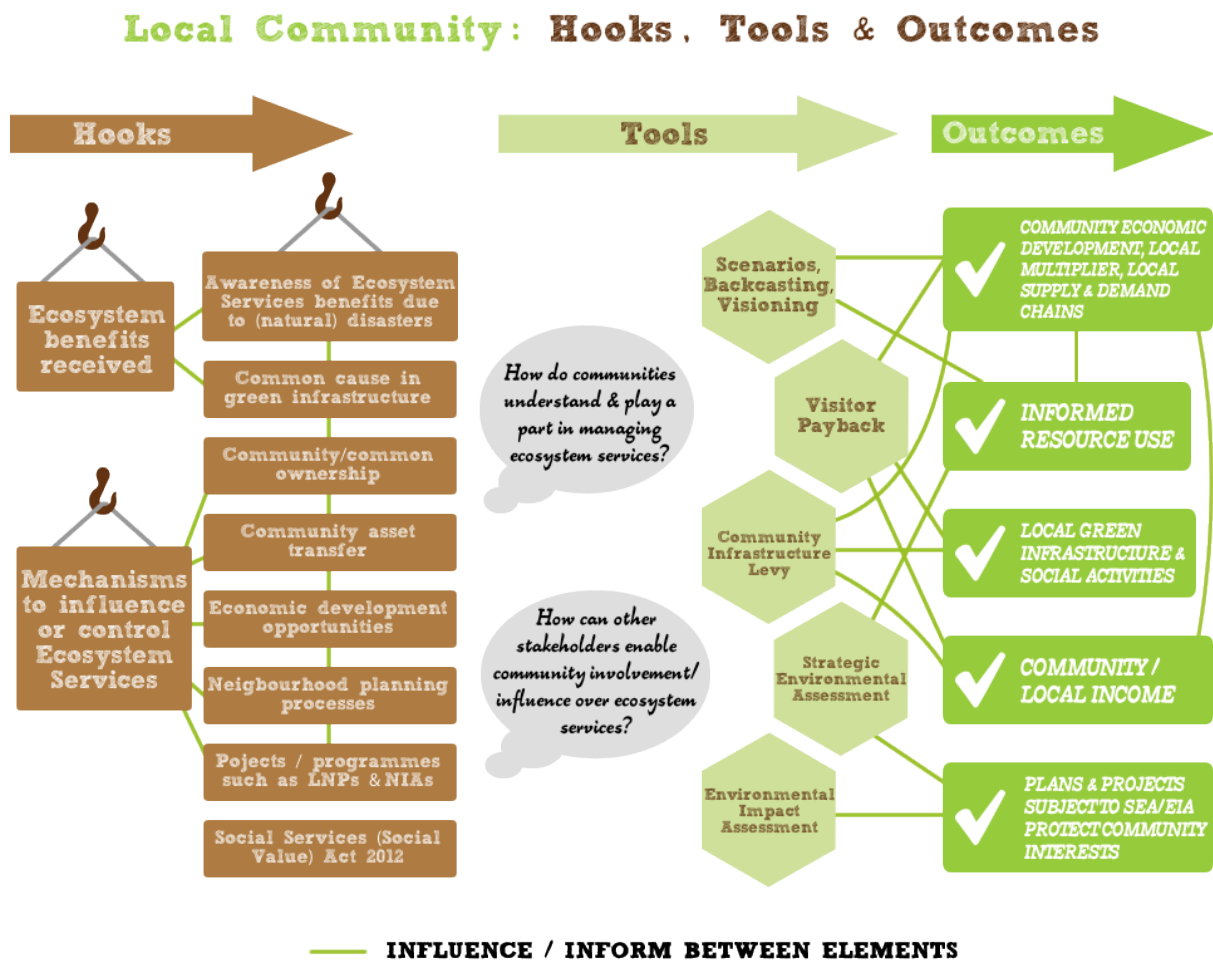 Local Community: Hooks, Tools & Outcomes
Hooks
Tools
Outcomes
Ecosystem
benefits
received
Mechanisms
to influence
or control
Ecosystem
Services
Awareness of Ecosystem
Services benefits due
to (natural) disasters
Common cause in
green infrastructure
Community/common
ownership
Community asset
transfer
Economic development
opportunities
Neigbourhood planning
processes
Pojects / programmes
such as LNPs & NIAs
Social Services (Social
Value) Act 2012
How do communities
understand & play a
part in managing
ecosystem services?
How can other
stakeholders enable
community involvement/
influence over ecosystem
services?
Scenarios,
Backcasting,
Visioning
Visitor
Payback
Community
Infrastructure
Levy
Strategic
Environmental
Assessment
Environmental
Impact
Assessment
COMMUNITY ECONOMIC
DEVELOPMENT, LOCAL
MULTIPLIER, LOCAL
SUPPLY & DEMAND
CHAINS
INFORMED
RESOURCE USE
LOCAL GREEN
INFRASTRUCTURE &
SOCIAL ACTIVITIES
COMMUNITY /
LOCAL INCOME
PLANS & PROJECTS
SUBJECT TO SEA/EIA
PROTECT COMMUNITY
INTERESTS
INFLUENCE / INFORM BETWEEN ELEMENTS